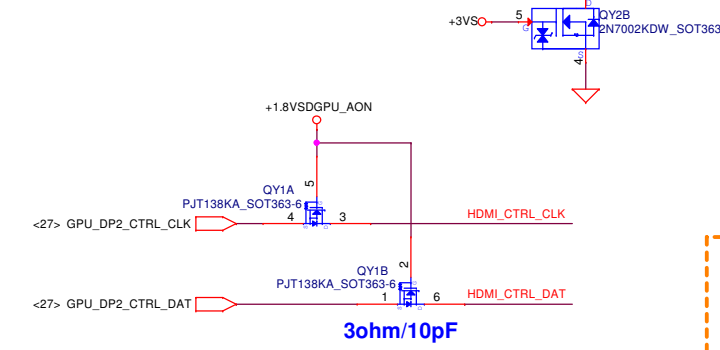 QY2B
+3VS
5
2N7002KDW_SOT363
G
D
S
4
+1.8VSDGPU_AON
5
QY1A
PJT138KA_SOT363-6
4
3
HDMI_CTRL_CLK
<27> GPU_DP2_CTRL_CLK
2
QY1B
PJT138KA_SOT363-6
1
6
HDMI_CTRL_DAT
<27> GPU_DP2_CTRL_DAT
3ohm/10pF